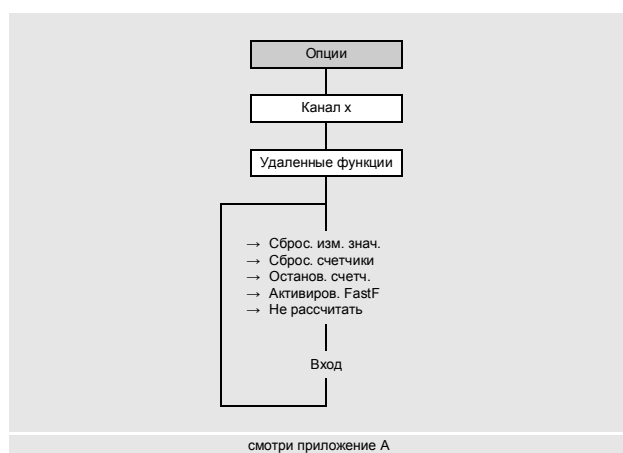 Опции
Канал x
Удаленные функции
→ Сброс. изм. знач.
→ Сброс. счетчики
→ Останов. счетч.
→ Активиров. FastF
→ Не рассчитать
Вход
смотри приложение А